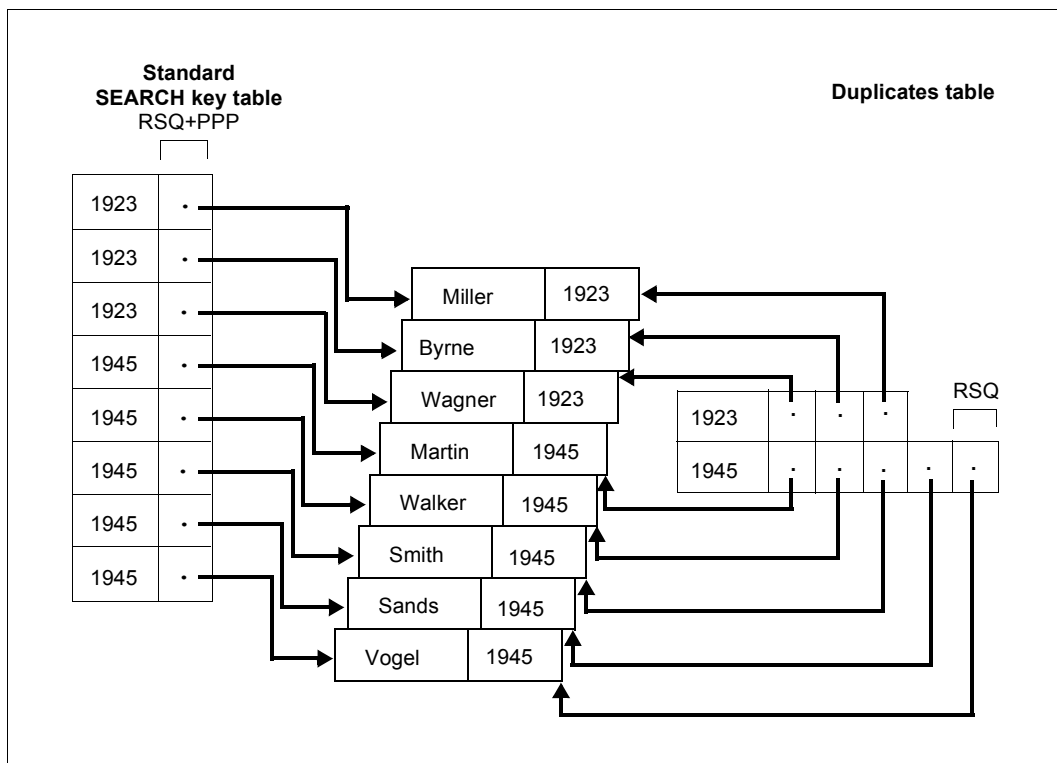 Standard
SEARCH key table
RSQ+PPP
Duplicates table
1923
1923
1923
1945
1945
1945
1945
1945
Miller 1923
Byrne 1923
Wagner 1923
Martin 1945
Walker 1945
Smith 1945
Sands 1945
Vogel 1945
RSQ
1923
1945